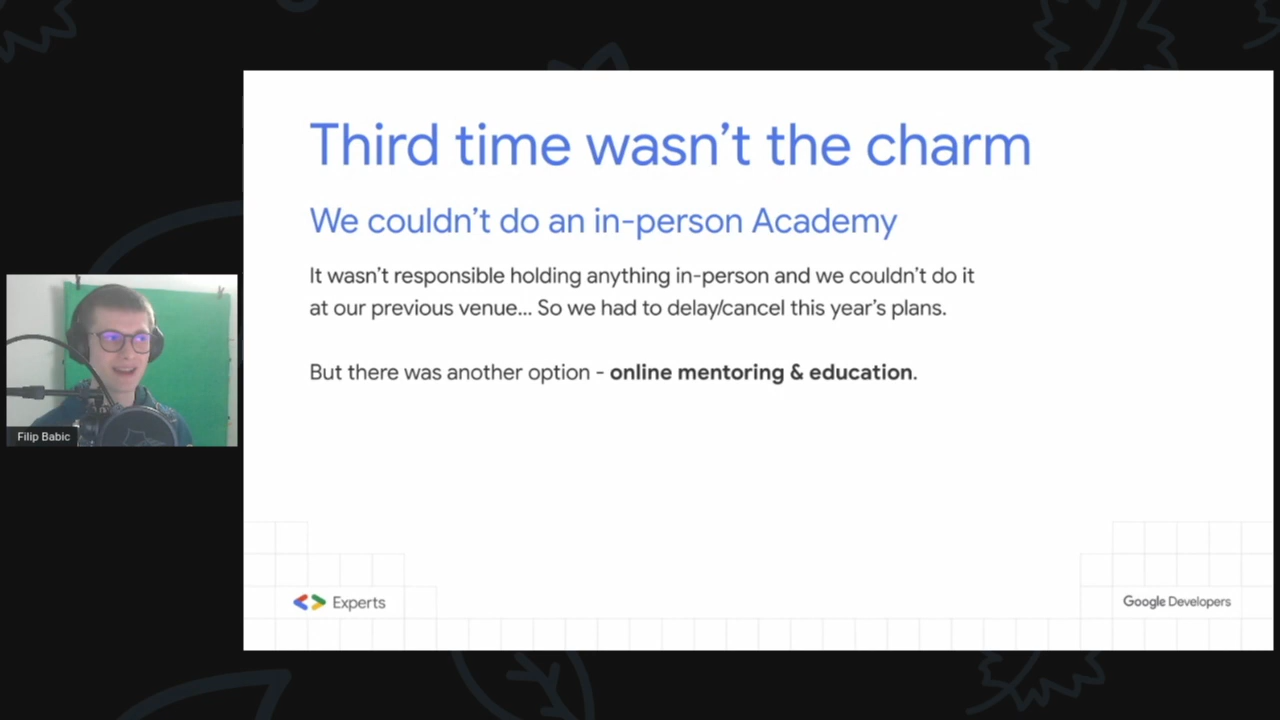 Third time wasn't the charm
We couldn't do an in-person Academy
It wasn't responsible holding anything in-person and we couldn't do it
at our previous venue... So we had to delay/cancel this year's plans.
But there was another option - online mentoring & education.
Filip Babic
Experts
Google Developers